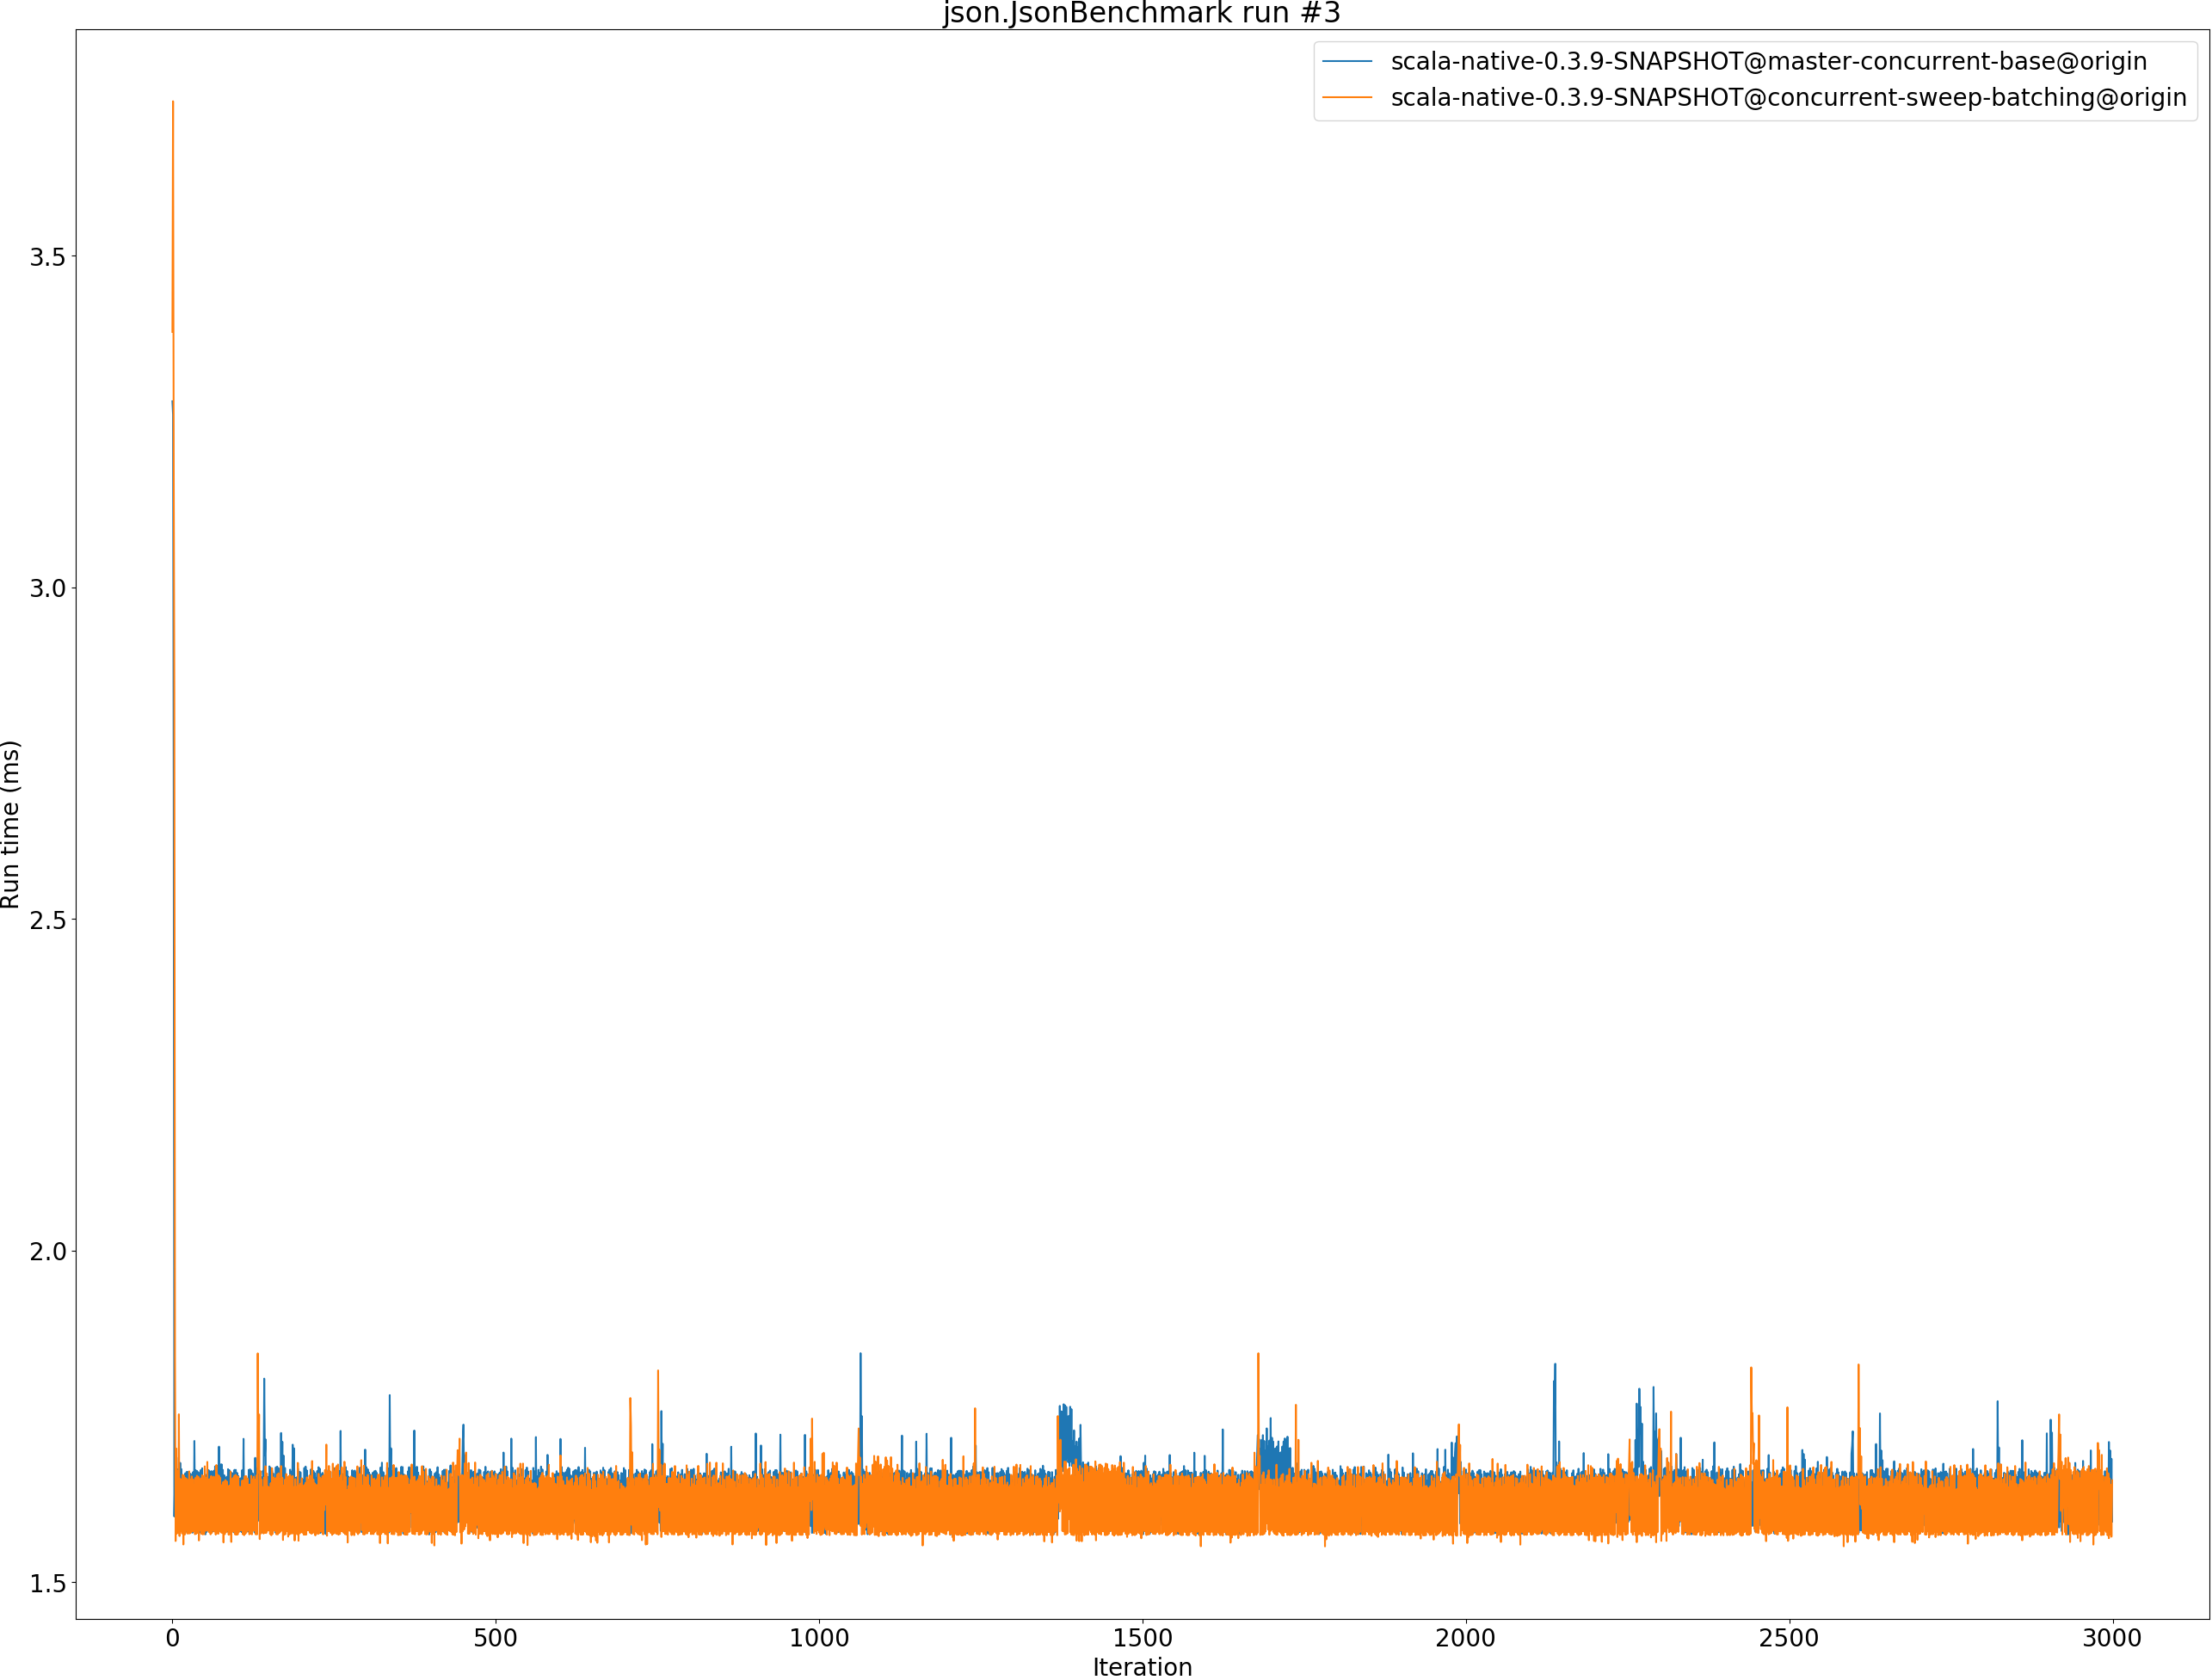 json.JsonBenchmark run #3
scala-native-0.3.9-SNAPSHOT@master-concurrent-base@origin
scala-native-0.3.9-SNAPSHOT@concurrent-sweep-batching@origin
Run time (ms)
3.5
3.0
2.5
2.0
1.5
0 500 1000 1500 2000 2500 3000
Iteration